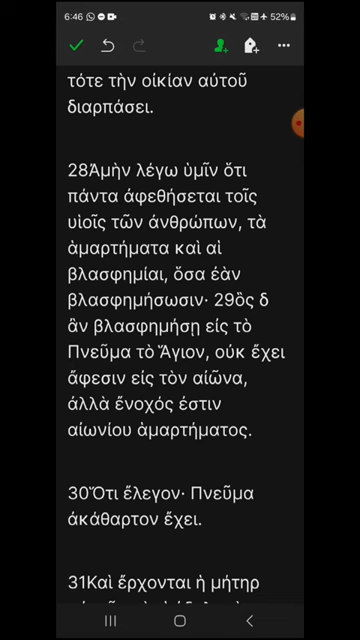 6:46
52%
τότε τὴν οἰκίαν αὐτοῦ
διαρπάσει.
28Ἀμὴν λέγω ὑμῖν ὅτι
πάντα ἀφεθήσεται τοῖς
υἱοῖς τῶν ἀνθρώπων, τὰ
ἁμαρτήματα καὶ αἱ
βλασφημίαι, ὅσα ἐὰν
βλασφημήσωσιν· 29ὃς δ
ἂν βλασφημήσῃ εἰς τὸ
Πνεῦμα τὸ Ἅγιον, οὐκ ἔχει
ἄφεσιν εἰς τὸν αἰῶνα,
ἀλλὰ ἔνοχός ἐστιν
αἰωνίου ἁμαρτήματος.
30Ὅτι ἔλεγον· Πνεῦμα
ἀκάθαρτον ἔχει.
31Καὶ ἔρχονται ἡ μήτηρ